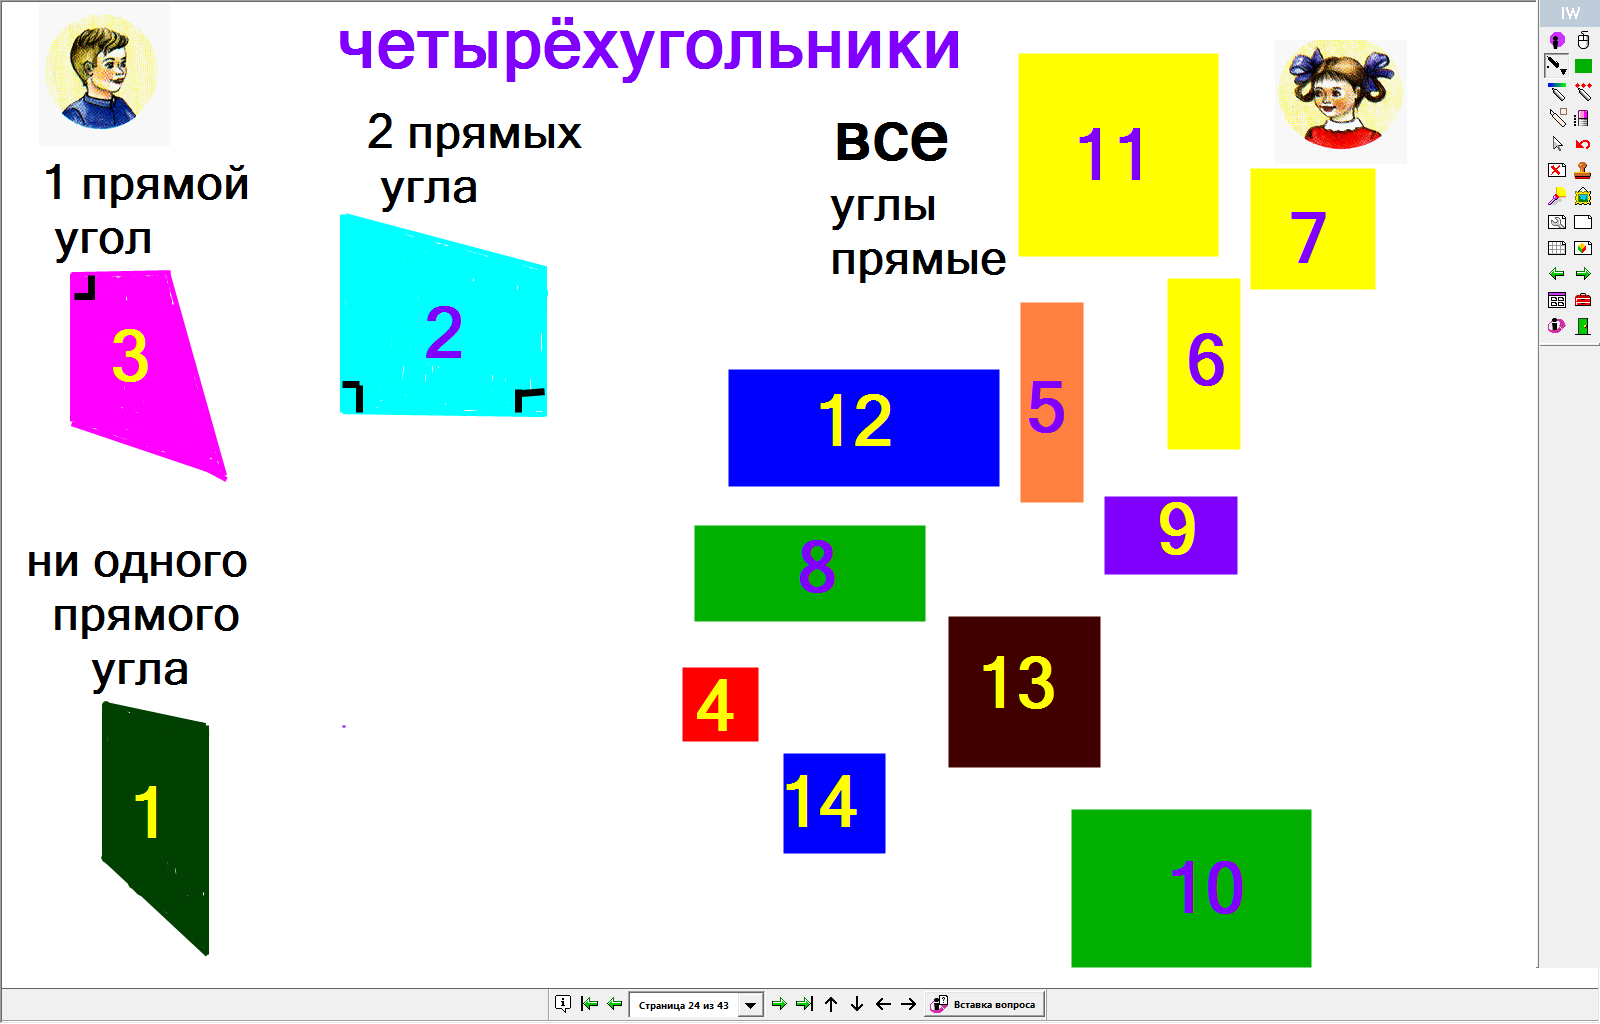 четырёхугольники
1 прямой
угол
3
2 прямых
угла
2
все
углы
прямые
11
7
6
5
12
9
8
ни одного
прямого
угла
1
4
13
14
10
IW
Страница 24 из 43
Вставка вопроса